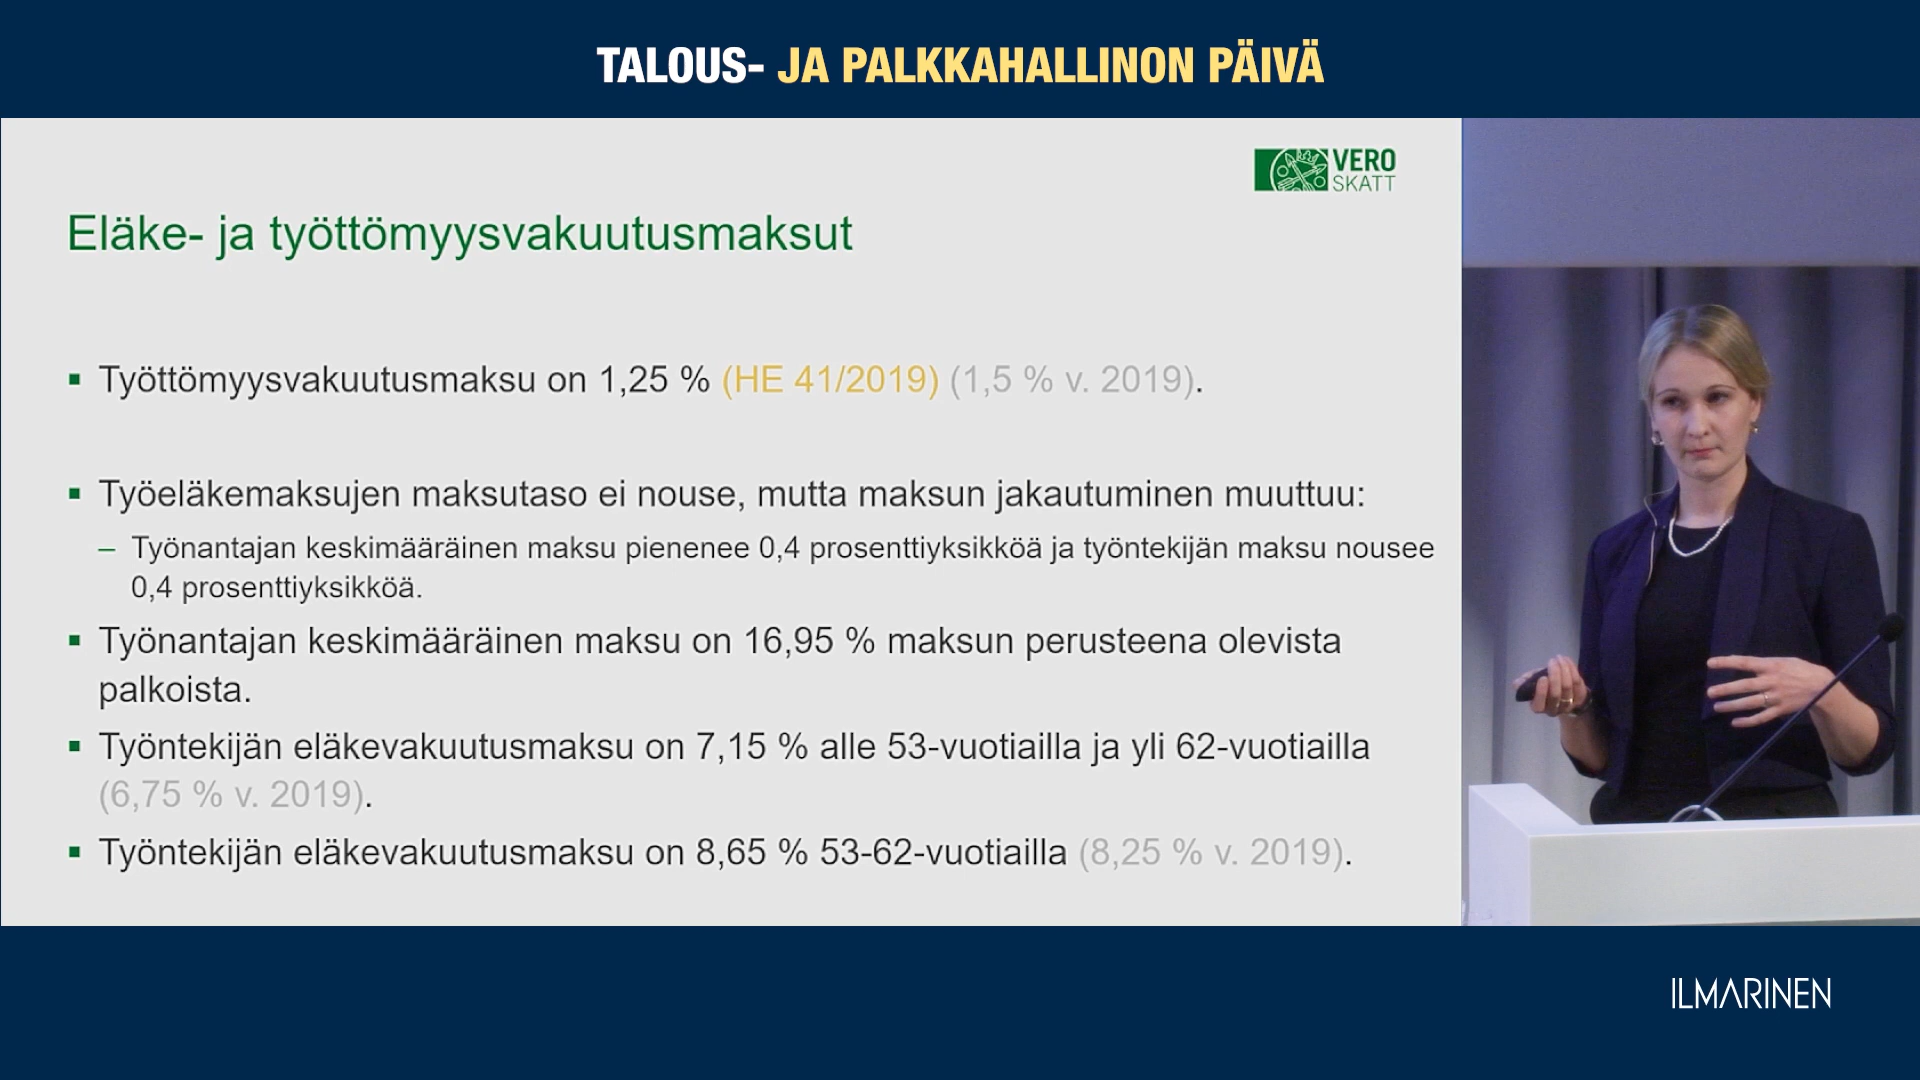 TALOUS- JA PALKKAHALLINON PÄIVÄ
VERO
SKATT
Eläke- ja työttömyysvakuutusmaksut
▪ Työttömyysvakuutusmaksu on 1,25 % (HE 41/2019) (1,5 % v. 2019).
▪ Työeläkemaksujen maksutaso ei nouse, mutta maksun jakautuminen muuttuu:
– Työnantajan keskimääräinen maksu pienenee 0,4 prosenttiyksikköä ja työntekijän maksu nousee
0,4 prosenttiyksikköä.
▪ Työnantajan keskimääräinen maksu on 16,95 % maksun perusteena olevista
palkoista.
▪ Työntekijän eläkevakuutusmaksu on 7,15 % alle 53-vuotiailla ja yli 62-vuotiailla
(6,75 % v. 2019).
▪ Työntekijän eläkevakuutusmaksu on 8,65 % 53-62-vuotiailla (8,25 % v. 2019).
ILMARINEN